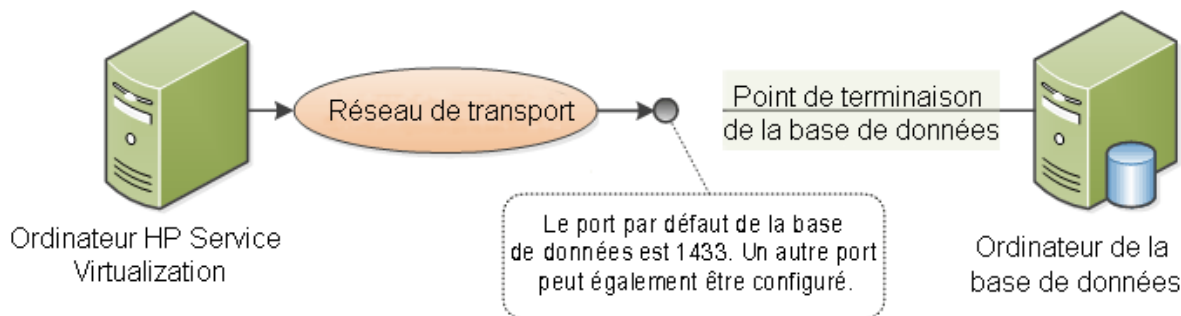 Réseau de transport
Point de terminaison
de la base de données
Le port par défaut de la base
de données est 1433. Un autre port
peut également être configuré.
Ordinateur HP Service
Virtualization
Ordinateur de la
base de données